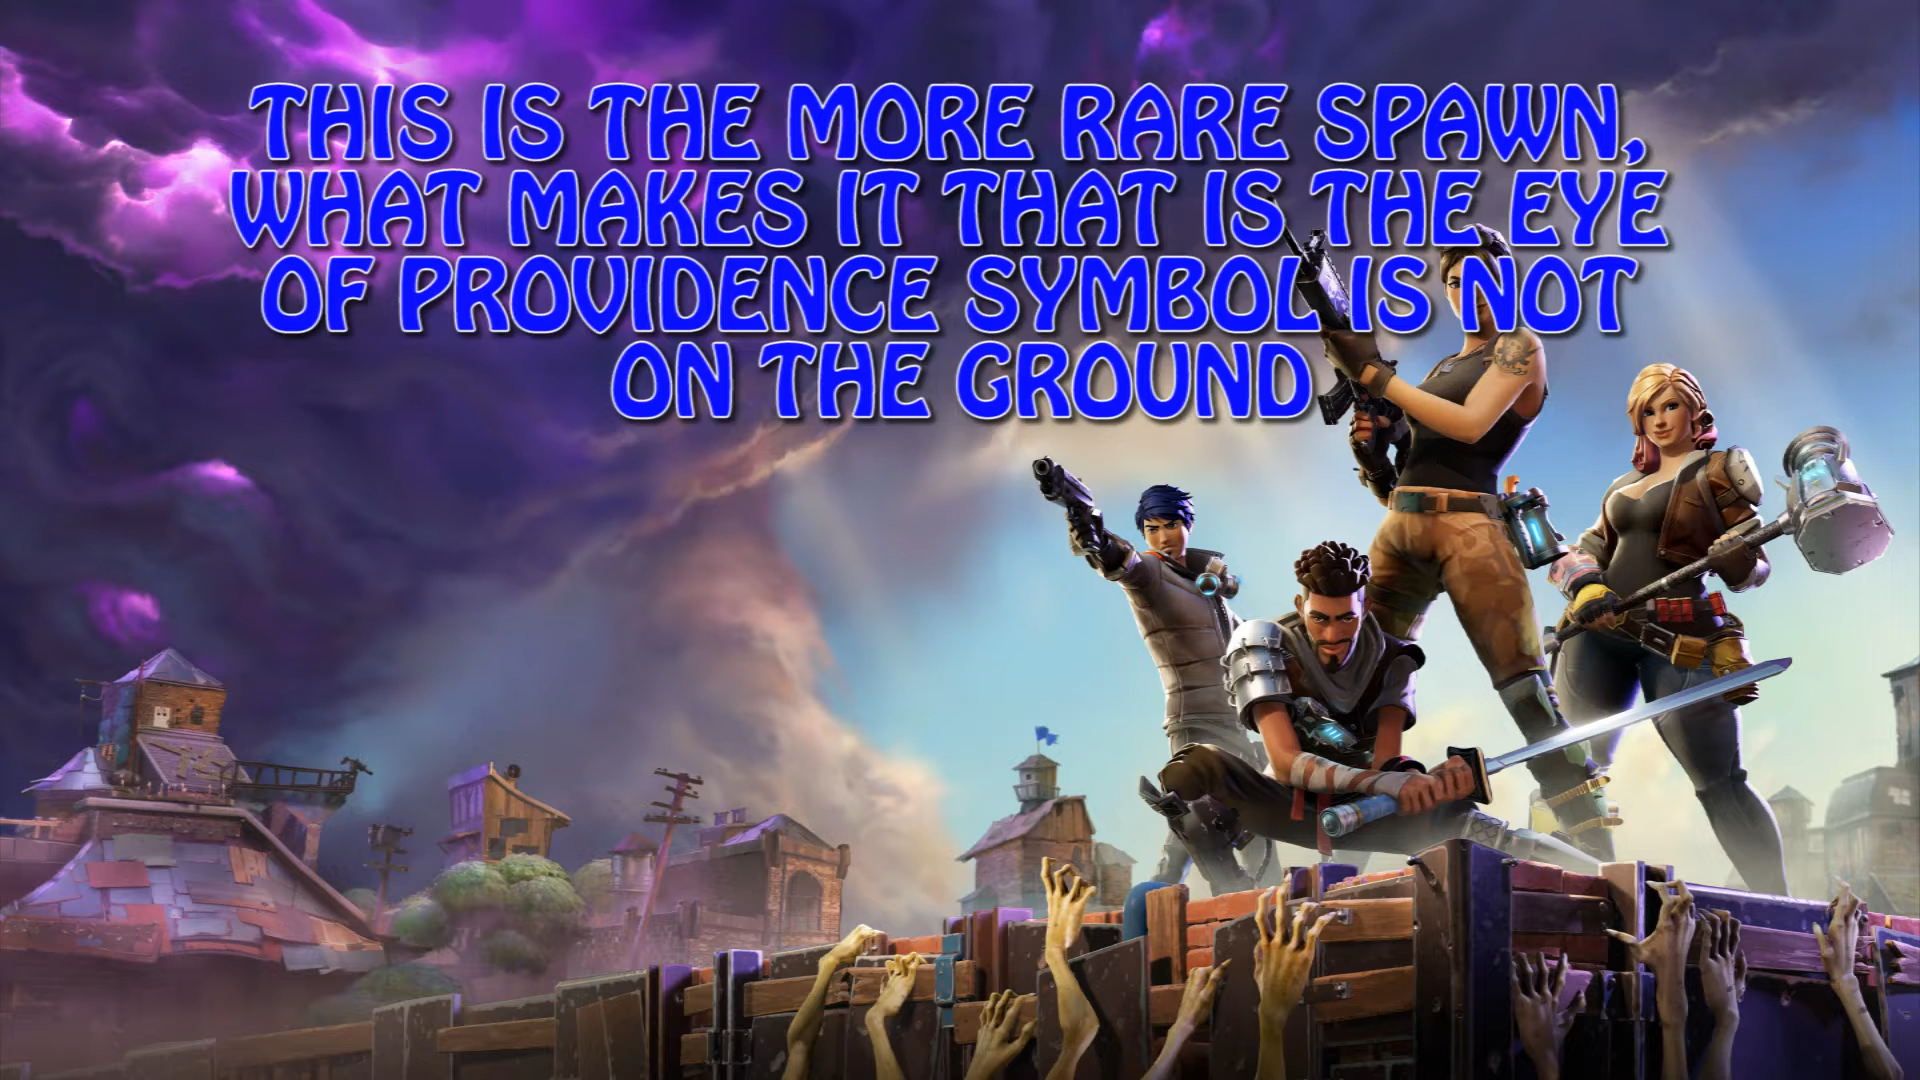 THIS IS THE MORE RARE SPAWN,
WHAT MAKES IT THAT IS THE EYE
OF PROVIDENCE SYMBOL IS NOT
ON THE GROUND